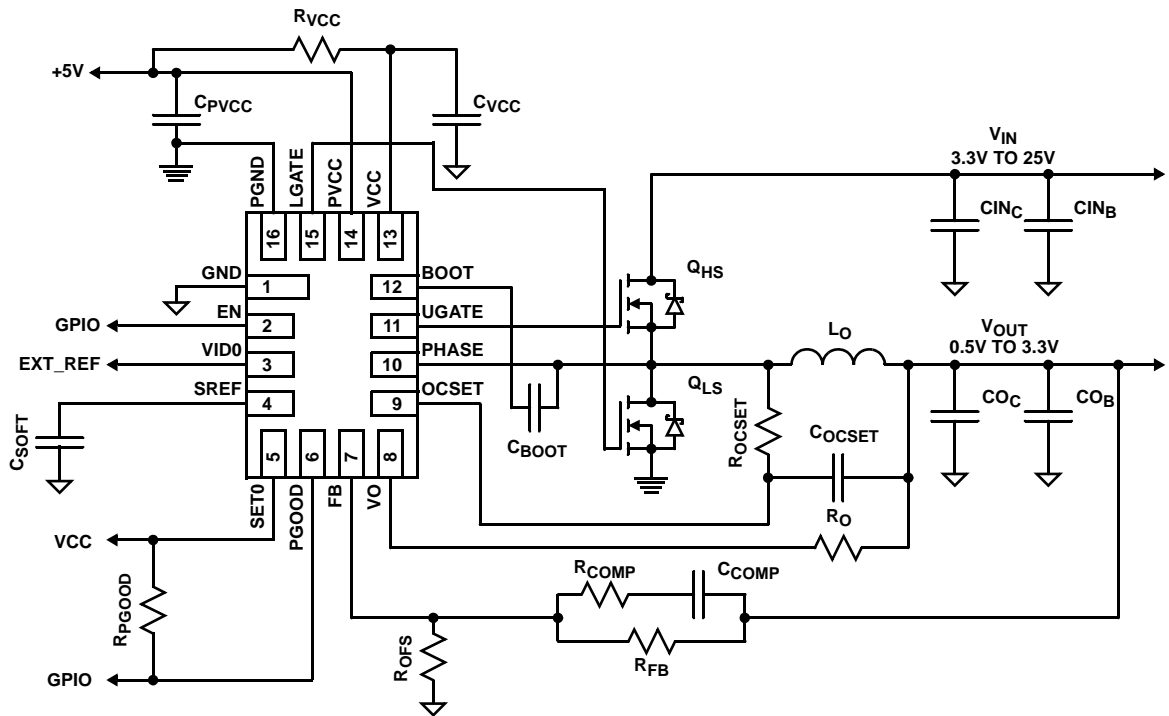 RVCC
+5V
CPVCC
CVCC
VIN
3.3V TO 25V
PGND
LGATE
PVCC
VCC
CINC
CINB
16
15
14
13
GND
1
12
BOOT
QHS
GPIO
EN
2
11
UGATE
LO
VOUT
0.5V TO 3.3V
EXT_REF
VID0
3
10
PHASE
QLS
SREF
4
9
OCSET
COC
COB
CSOFT
CBOOT
ROCSET
COCSET
5
6
7
8
SET0
PGOOD
FB
VO
RO
VCC
RCOMP
CCOMP
RPGOOD
ROFS
RFB
GPIO